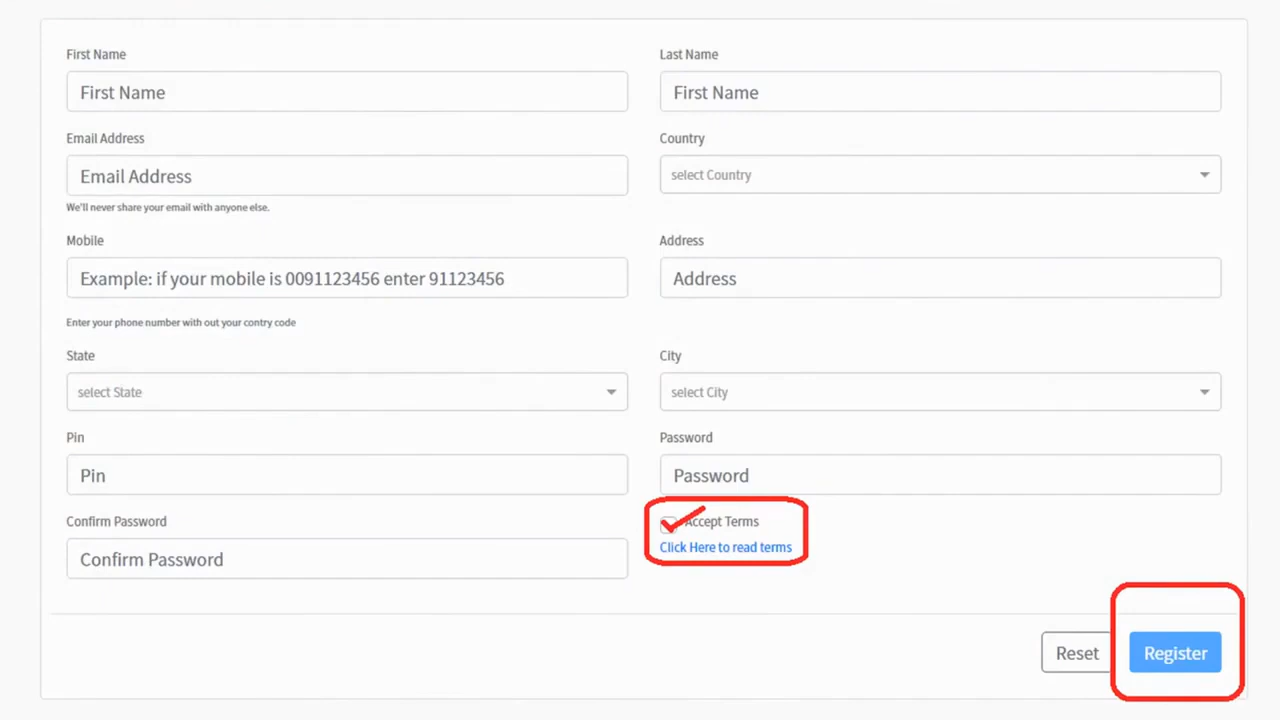 First Name
Last Name
First Name
First Name
Email Address
Country
Email Address
select Country
We'll never share your email with anyone else.
Mobile
Address
Example: if your mobile is 0091123456 enter 91123456
Address
Enter your phone number with out your contry code
State
City
select State
select City
Pin
Password
Pin
Password
Confirm Password
Accept Terms
Click Here to read terms
Confirm Password
Reset
Register